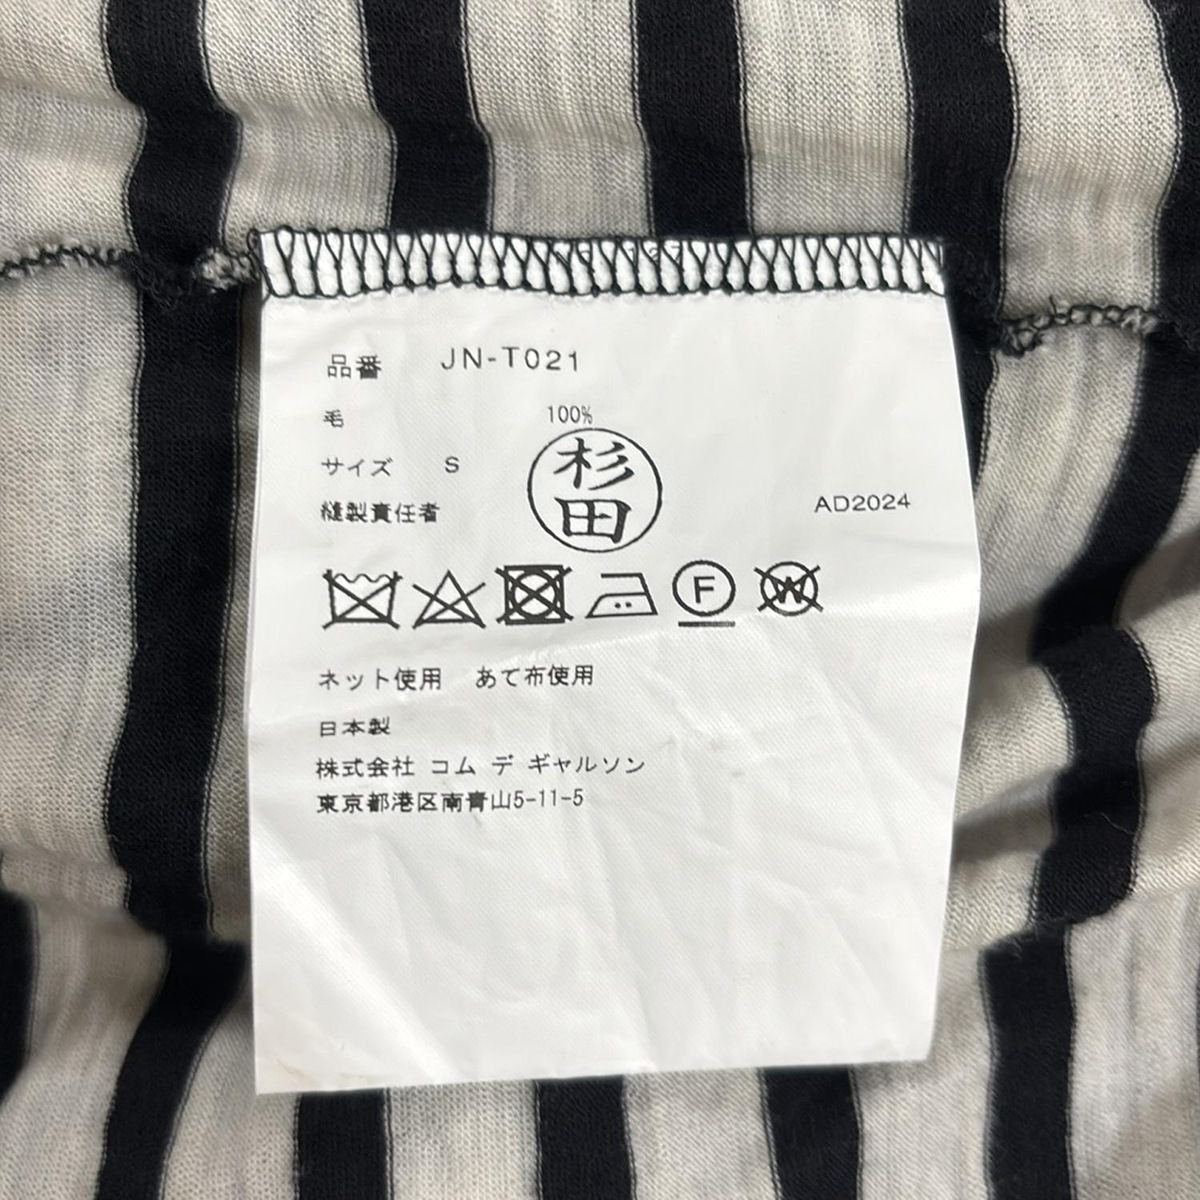 品番 JN-T021
毛 100%
サイズ S
縫製責任者 杉田 AD2024
F W
ネット使用 あて布使用
日本製
株式会社 コム デ ギャルソン
東京都港区南青山5-11-5